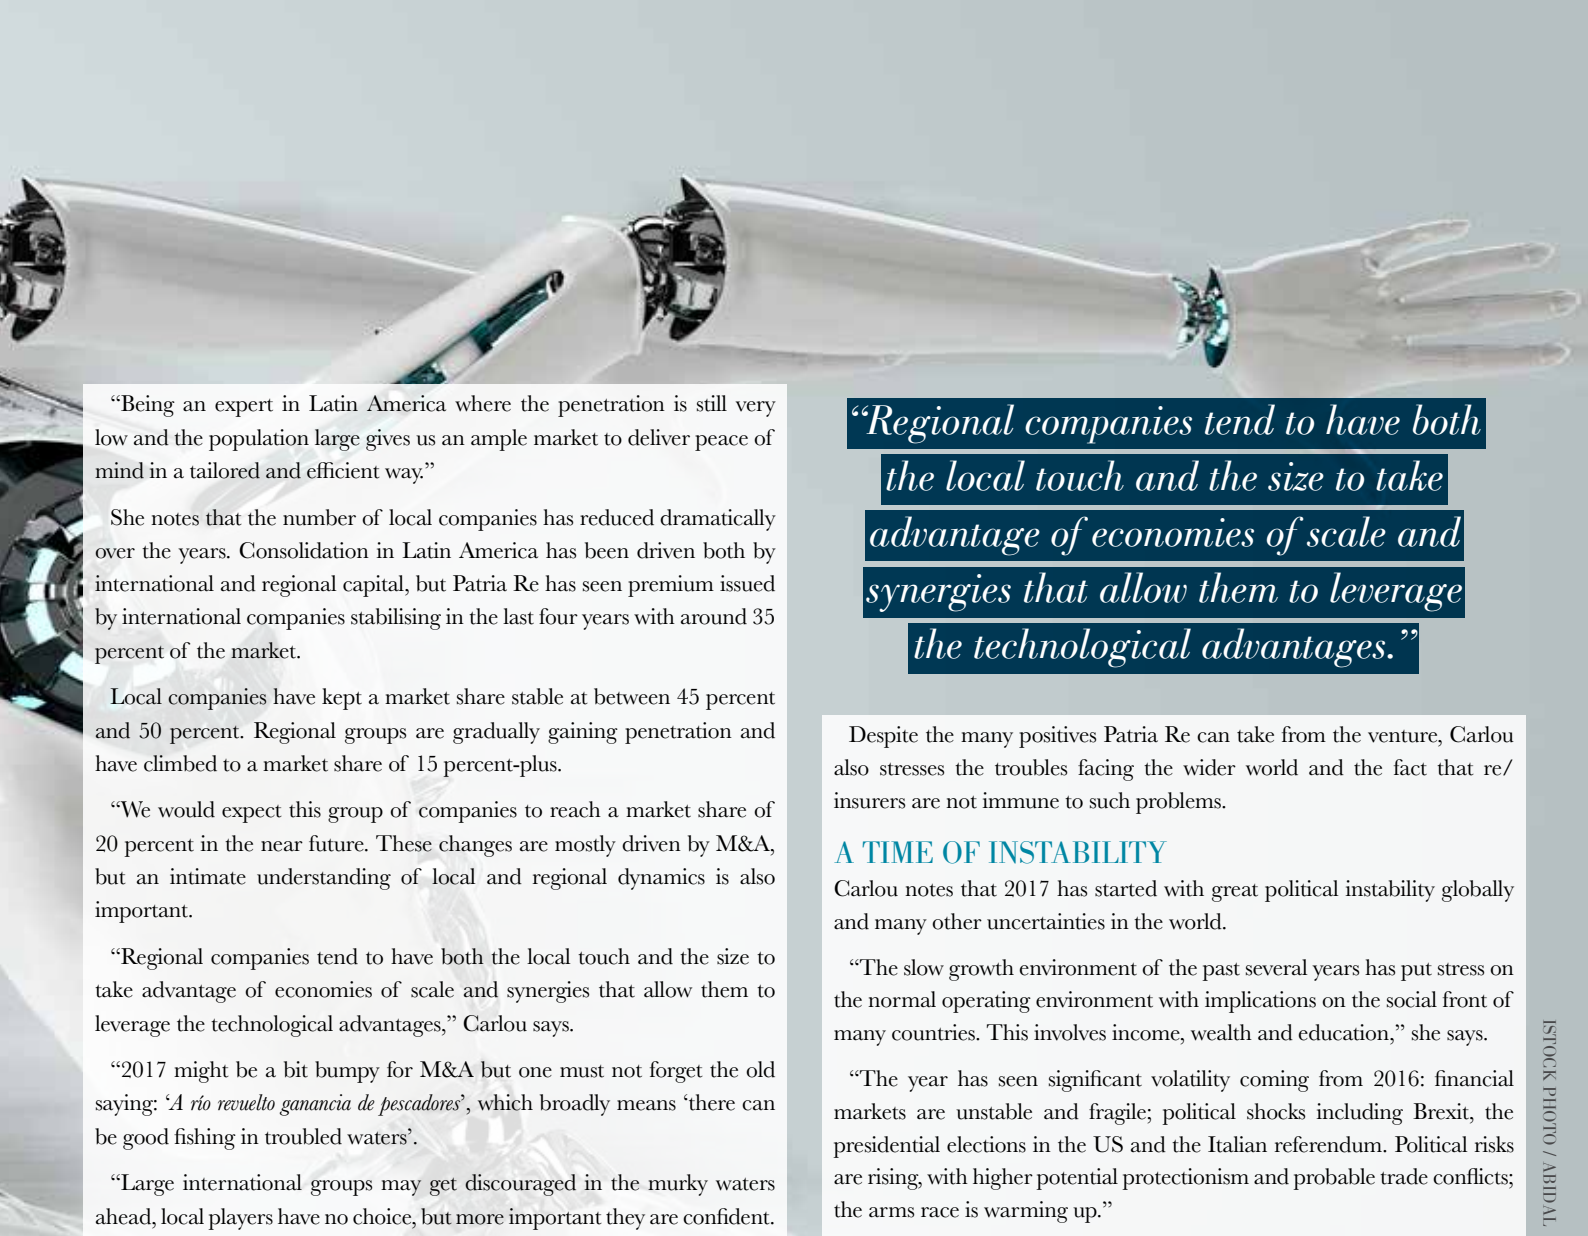 “Being an expert in Latin America where the penetration is still very
low and the population large gives us an ample market to deliver peace of
mind in a tailored and efficient way.”
She notes that the number of local companies has reduced dramatically
over the years. Consolidation in Latin America has been driven both by
international and regional capital, but Patria Re has seen premium issued
by international companies stabilising in the last four years with around 35
percent of the market.
Local companies have kept a market share stable at between 45 percent
and 50 percent. Regional groups are gradually gaining penetration and
have climbed to a market share of 15 percent-plus.
“We would expect this group of companies to reach a market share of
20 percent in the near future. These changes are mostly driven by M&A,
but an intimate understanding of local and regional dynamics is also
important.
“Regional companies tend to have both the local touch and the size to
take advantage of economies of scale and synergies that allow them to
leverage the technological advantages,” Carlou says.
“2017 might be a bit bumpy for M&A but one must not forget the old
saying: ‘A río revuelto ganancia de pescadores’, which broadly means ‘there can
be good fishing in troubled waters’.
“Large international groups may get discouraged in the murky waters
ahead, local players have no choice, but more important they are confident.
“Regional companies tend to have both
the local touch and the size to take
advantage of economies of scale and
synergies that allow them to leverage
the technological advantages.”
Despite the many positives Patria Re can take from the venture, Carlou
also stresses the troubles facing the wider world and the fact that re/
insurers are not immune to such problems.
A TIME OF INSTABILITY
Carlou notes that 2017 has started with great political instability globally
and many other uncertainties in the world.
“The slow growth environment of the past several years has put stress on
the normal operating environment with implications on the social front of
many countries. This involves income, wealth and education,” she says.
“The year has seen significant volatility coming from 2016: financial
markets are unstable and fragile; political shocks including Brexit, the
presidential elections in the US and the Italian referendum. Political risks
are rising, with higher potential protectionism and probable trade conflicts;
the arms race is warming up.”
ISTOCK PHOTO / ABIDAL